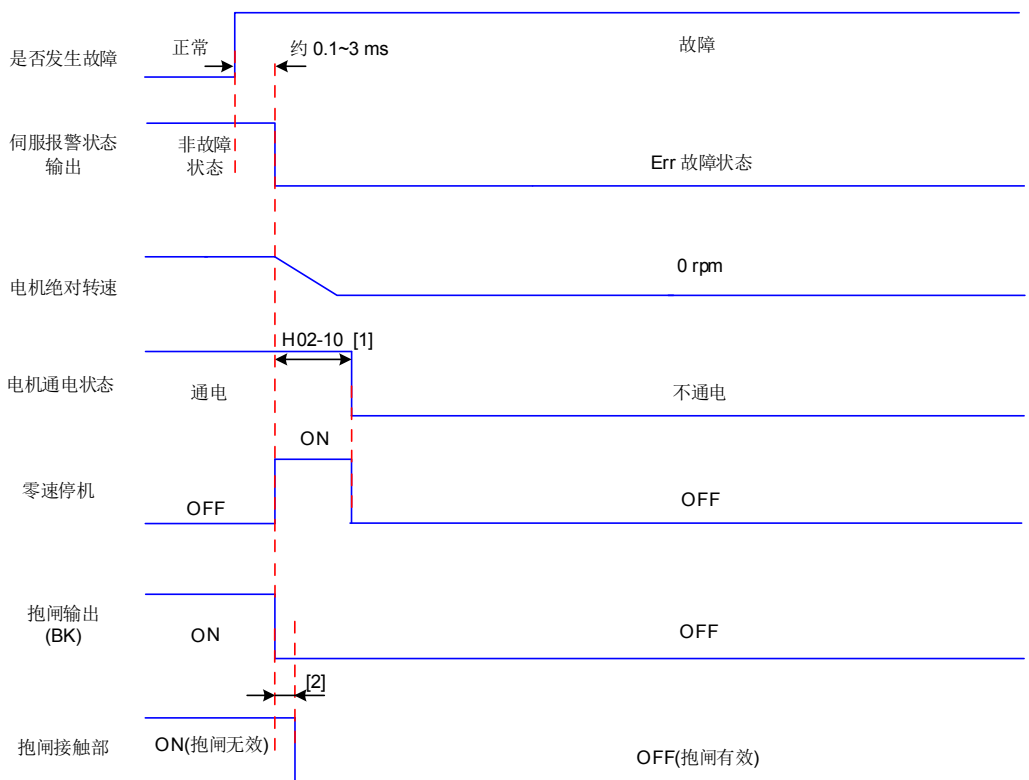 是否发生故障
正常
约 0.1~3 ms
故障
伺服报警状态
输出
非故障
状态
Err 故障状态
电机绝对转速
0 rpm
H02-10 [1]
电机通电状态
通电
不通电
ON
零速停机
OFF
OFF
抱闸输出
(BK)
ON
OFF
[2]
抱闸接触部
ON(抱闸无效)
OFF(抱闸有效)